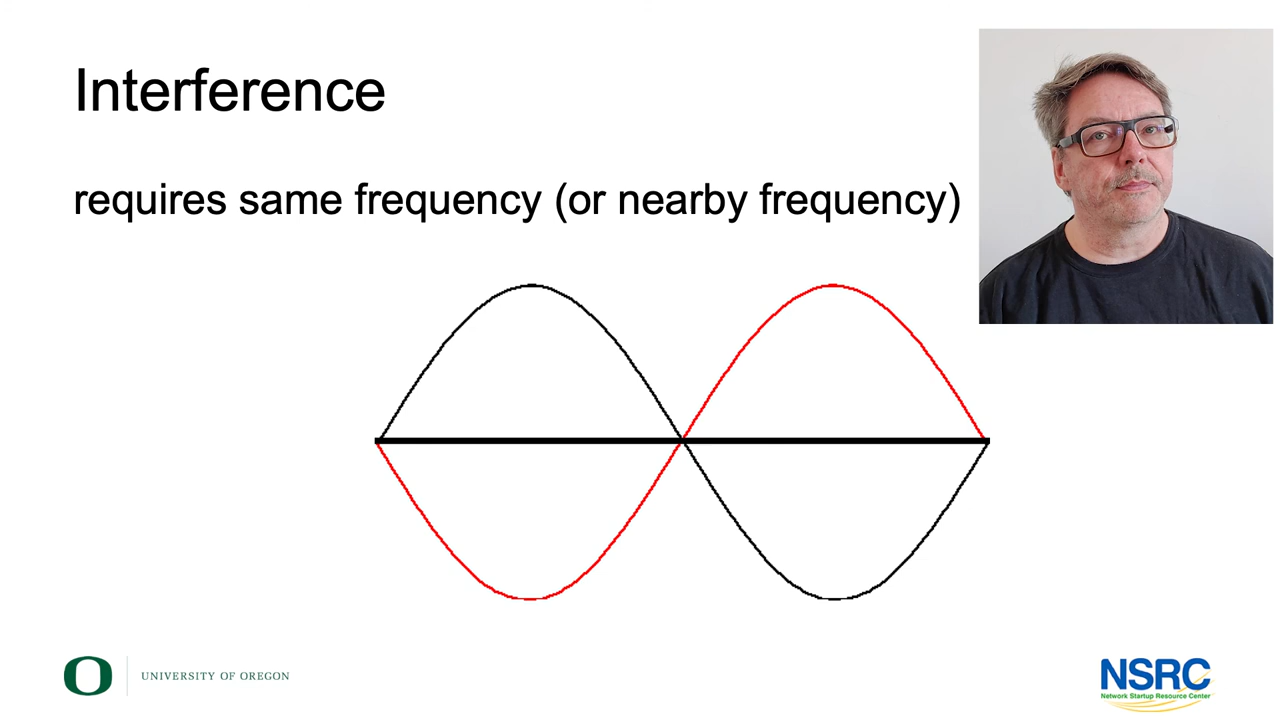 Interference
requires same frequency (or nearby frequency)
UNIVERSITY OF OREGON
NSRC
Network Startup Resource Center